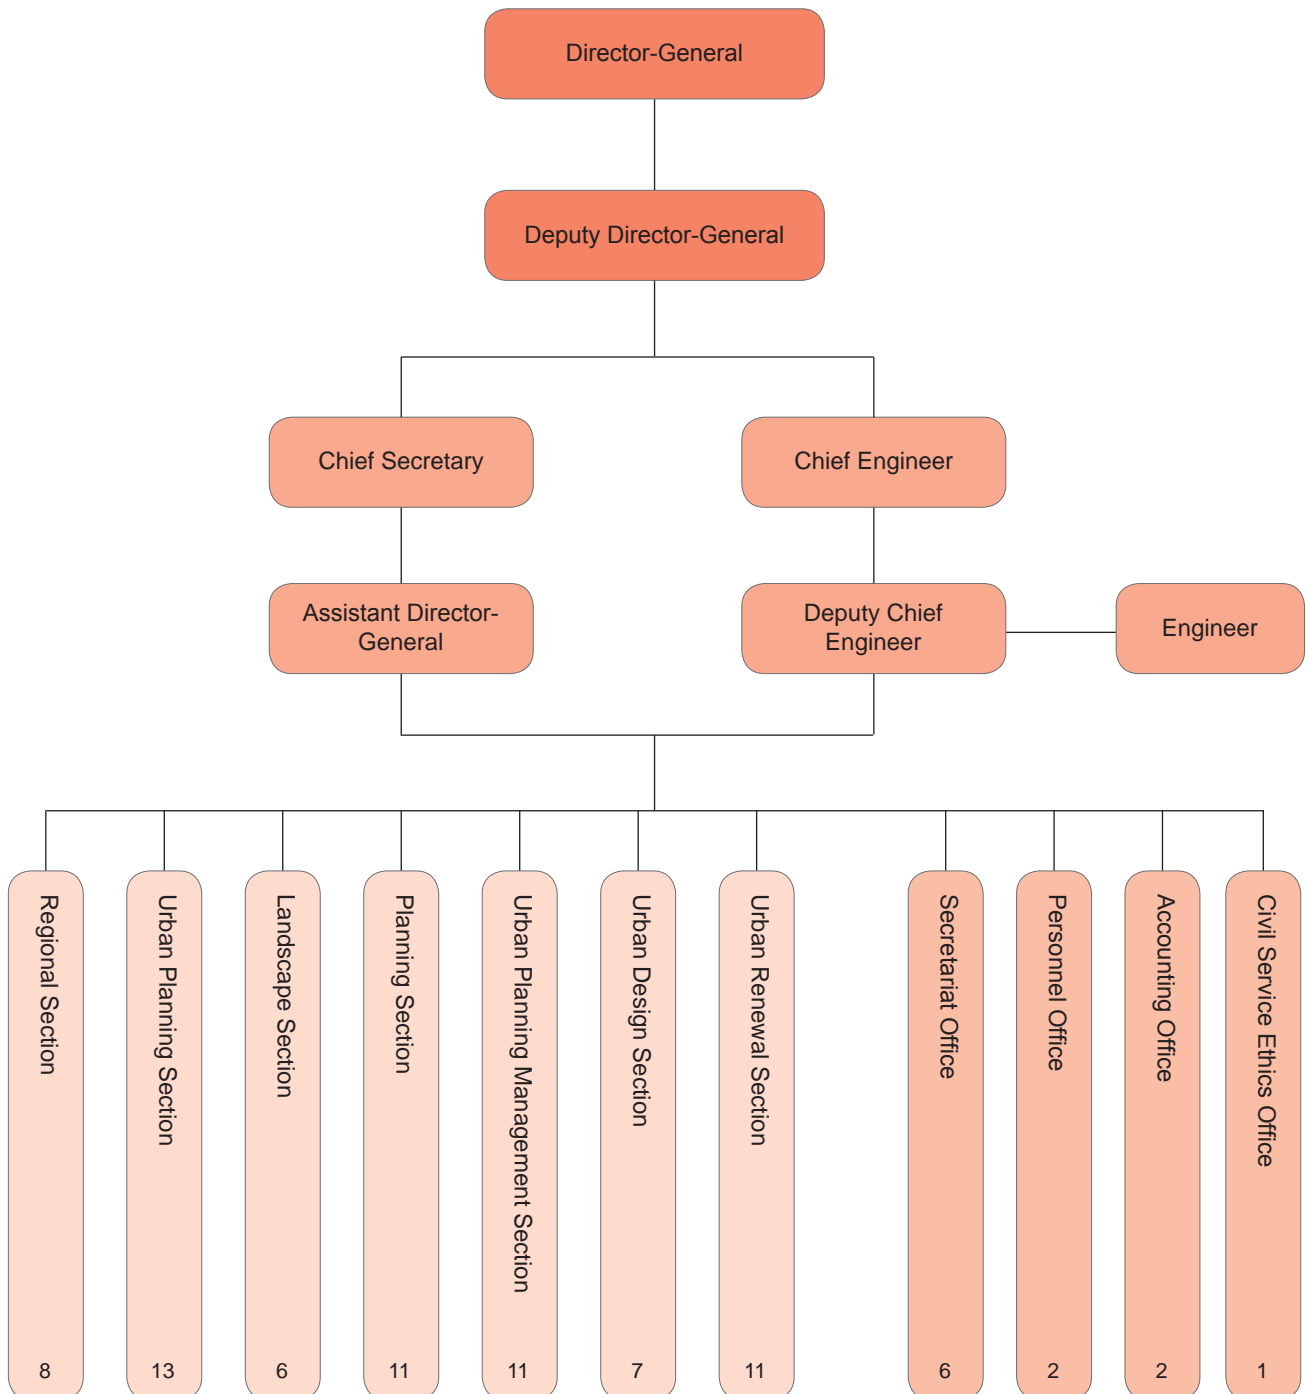 Director-General
Deputy Director-General
Chief Secretary
Chief Engineer
Assistant Director-
General
Deputy Chief
Engineer
Engineer
Regional Section
8
Urban Planning Section
13
Landscape Section
6
Planning Section
11
Urban Planning Management Section
11
Urban Design Section
7
Urban Renewal Section
11
Secretariat Office
6
Personnel Office
2
Accounting Office
2
Civil Service Ethics Office
1